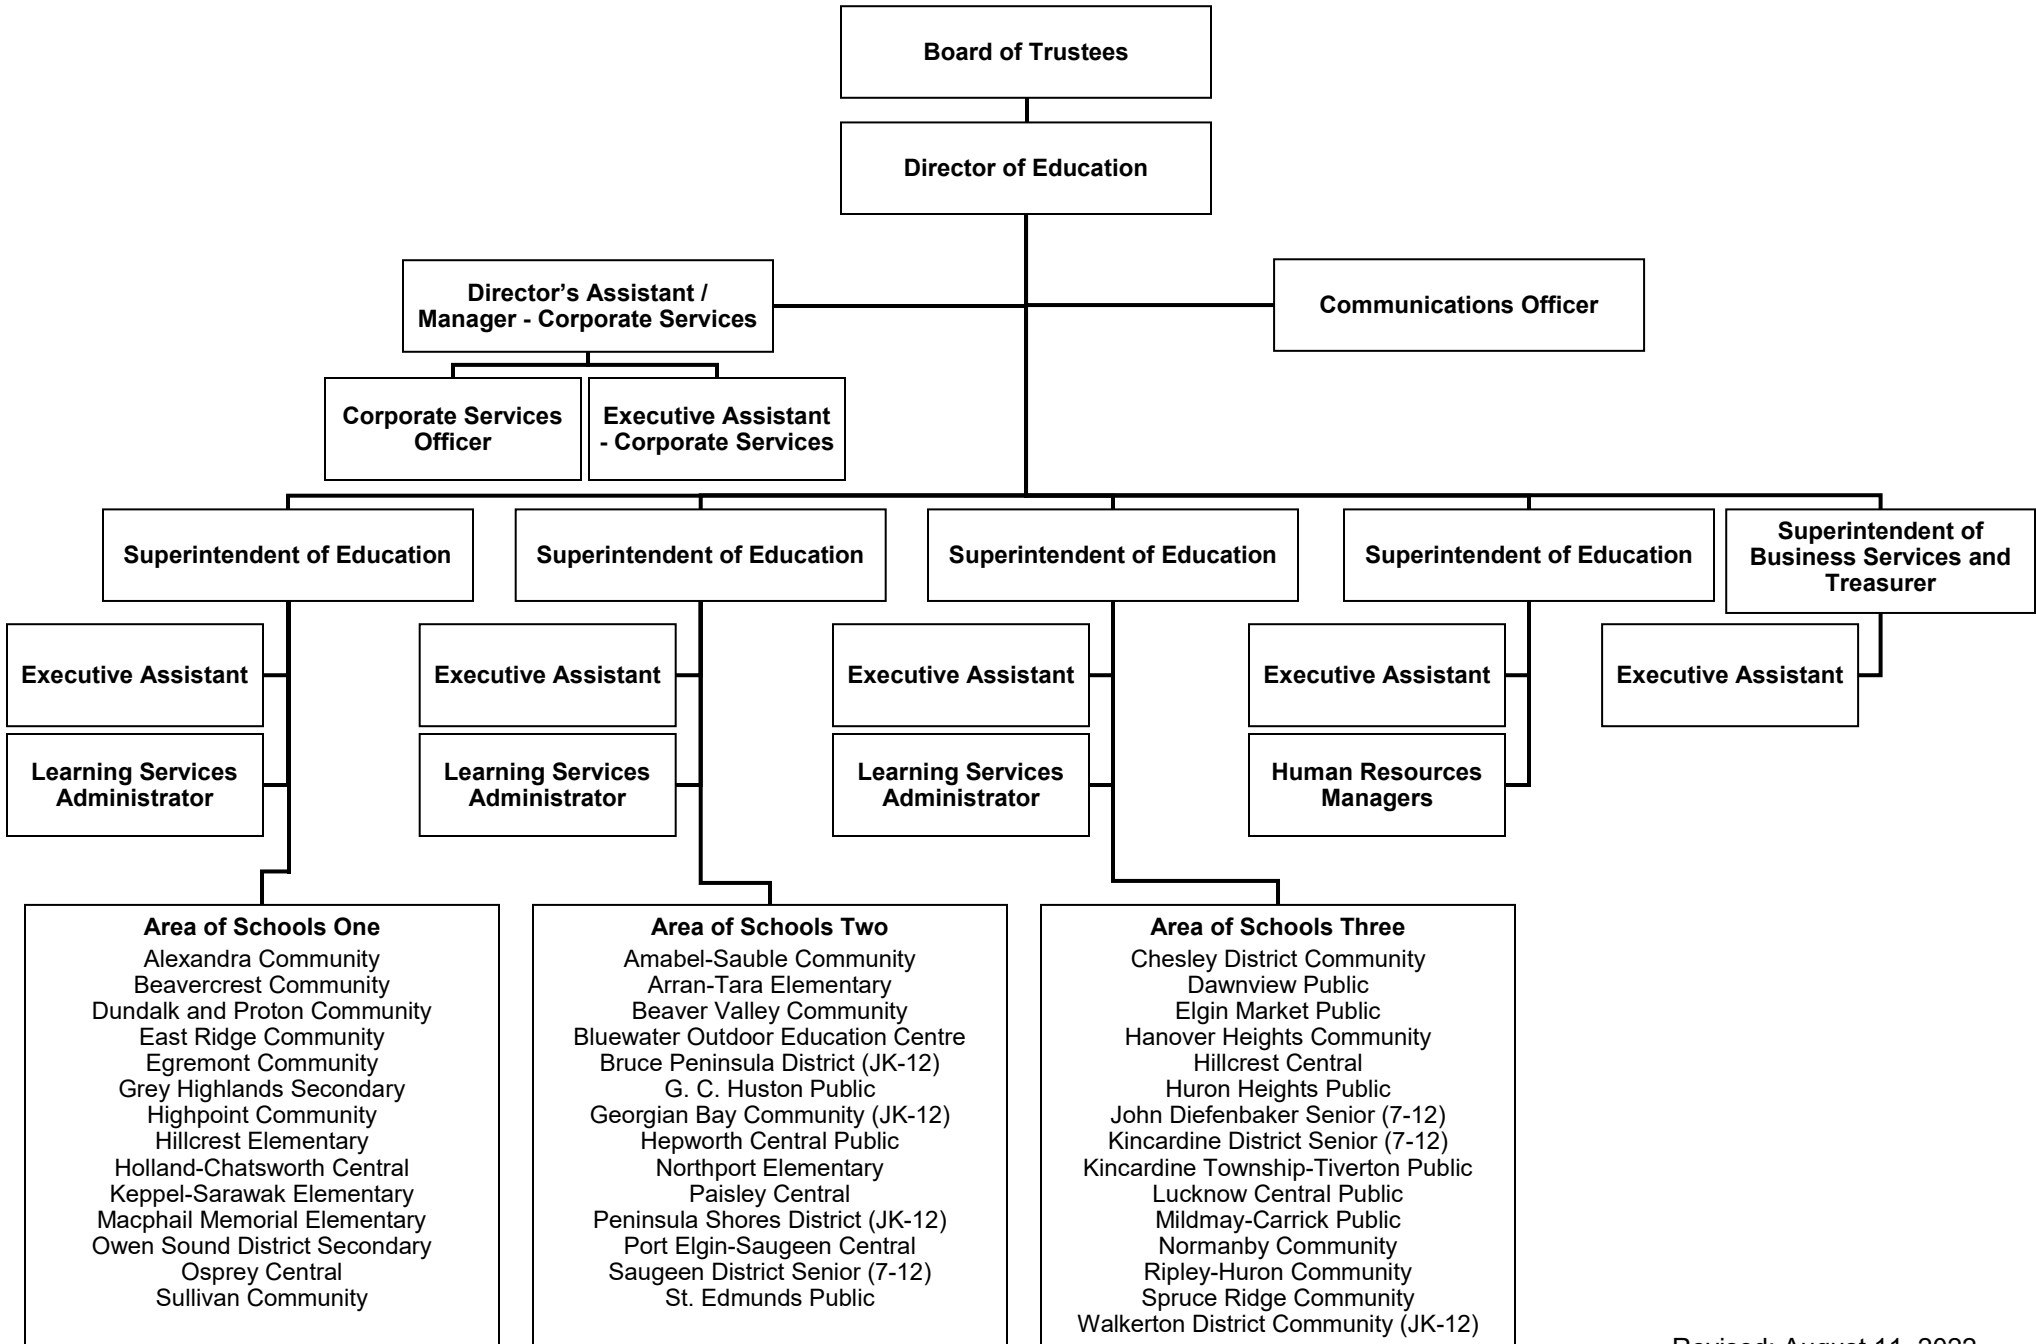 Board of Trustees
Director of Education
Director’s Assistant /
Manager - Corporate Services
Communications Officer
Corporate Services
Officer
Executive Assistant
- Corporate Services
Superintendent of Education
Superintendent of Education
Superintendent of Education
Superintendent of Education
Superintendent of
Business Services and
Treasurer
Executive Assistant
Executive Assistant
Executive Assistant
Executive Assistant
Executive Assistant
Learning Services
Administrator
Learning Services
Administrator
Learning Services
Administrator
Human Resources
Managers
Area of Schools One
Alexandra Community
Beavercrest Community
Dundalk and Proton Community
East Ridge Community
Egremont Community
Grey Highlands Secondary
Highpoint Community
Hillcrest Elementary
Holland-Chatsworth Central
Keppel-Sarawak Elementary
Macphail Memorial Elementary
Owen Sound District Secondary
Osprey Central
Sullivan Community
Area of Schools Two
Amabel-Sauble Community
Arran-Tara Elementary
Beaver Valley Community
Bluewater Outdoor Education Centre
Bruce Peninsula District (JK-12)
G. C. Huston Public
Georgian Bay Community (JK-12)
Hepworth Central Public
Northport Elementary
Paisley Central
Peninsula Shores District (JK-12)
Port Elgin-Saugeen Central
Saugeen District Senior (7-12)
St. Edmunds Public
Area of Schools Three
Chesley District Community
Dawnview Public
Elgin Market Public
Hanover Heights Community
Hillcrest Central
Huron Heights Public
John Diefenbaker Senior (7-12)
Kincardine District Senior (7-12)
Kincardine Township-Tiverton Public
Lucknow Central Public
Mildmay-Carrick Public
Normanby Community
Ripley-Huron Community
Spruce Ridge Community
Walkerton District Community (JK-12)
Revised: August 11,